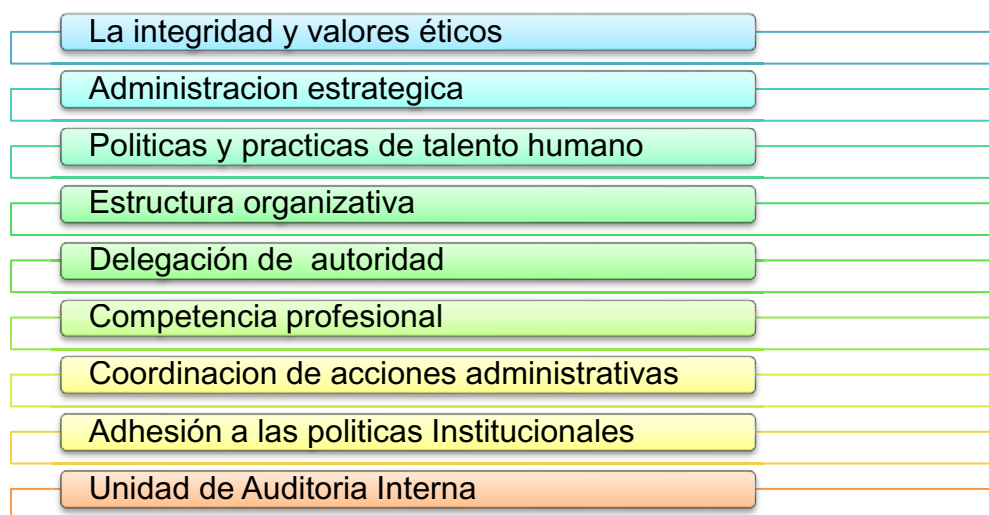 La integridad y valores éticos
Administracion estrategica
Politicas y practicas de talento humano
Estructura organizativa
Delegación de  autoridad
Competencia profesional
Coordinacion de acciones administrativas
Adhesión a las politicas Institucionales
Unidad de Auditoria Interna